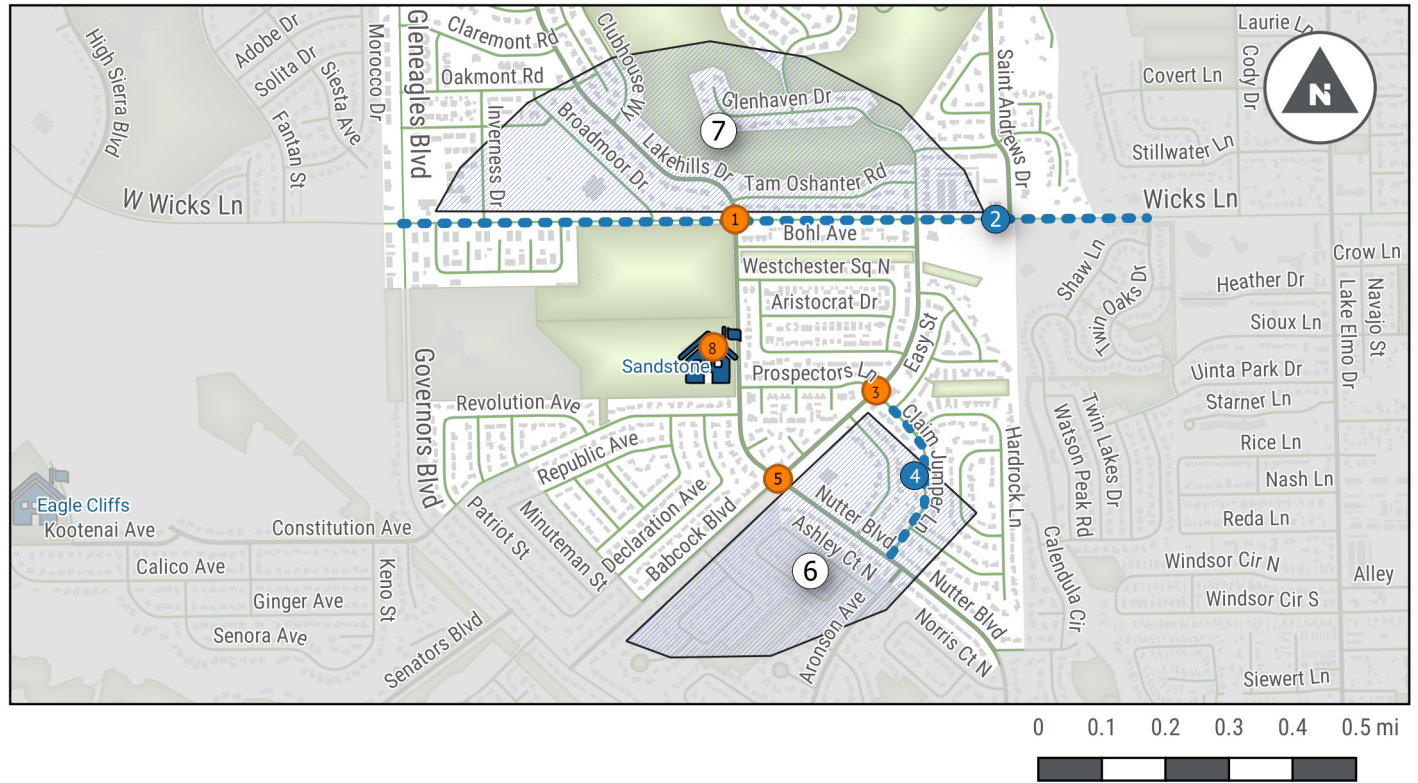 Laurie Ln
High Sierra Blvd
Adobe Dr
Solita Dr
Siesta Ave
Fantan St
Morocco Dr
Gleneagles Blvd
Claremont Rd
Oakmont Rd
Clubhouse Wy
Inverness Dr
Broadmoor Dr
Lakehills Dr
Glenhaven Dr
7
Tam Oshanter Rd
Saint Andrews Dr
Covert Ln
Cody Dr
N
Stillwater Ln
W Wicks Ln
Wicks Ln
1
2
Bohl Ave
Westchester Sq N
Aristocrat Dr
Easy St
Shaw Ln
Twin Oaks Dr
Crow Ln
Heather Dr
Lake Elmo Dr
Navajo St
Sioux Ln
8
Sandstone
Prospectors Ln
3
Uinta Park Dr
Starner Ln
Governors Blvd
Revolution Ave
Republic Ave
Claim Jumper Ln
4
Hardrock Ln
Twin Lakes Dr
Watson Peak Rd
Rice Ln
Nash Ln
5
Eagle Cliffs
Kootenai Ave
Constitution Ave
Patriot St
Minuteman St
Declaration Ave
Babcock Blvd
Nutter Blvd
Ashley Ct N
Reda Ln
Calico Ave
Keno St
6
Calendula Cir
Windsor Cir N
Alley
Ginger Ave
Windsor Cir S
Senora Ave
Senators Blvd
Aronson Ave
Nutter Blvd
Norris Ct N
Siewert Ln
0 0.1 0.2 0.3 0.4 0.5 mi